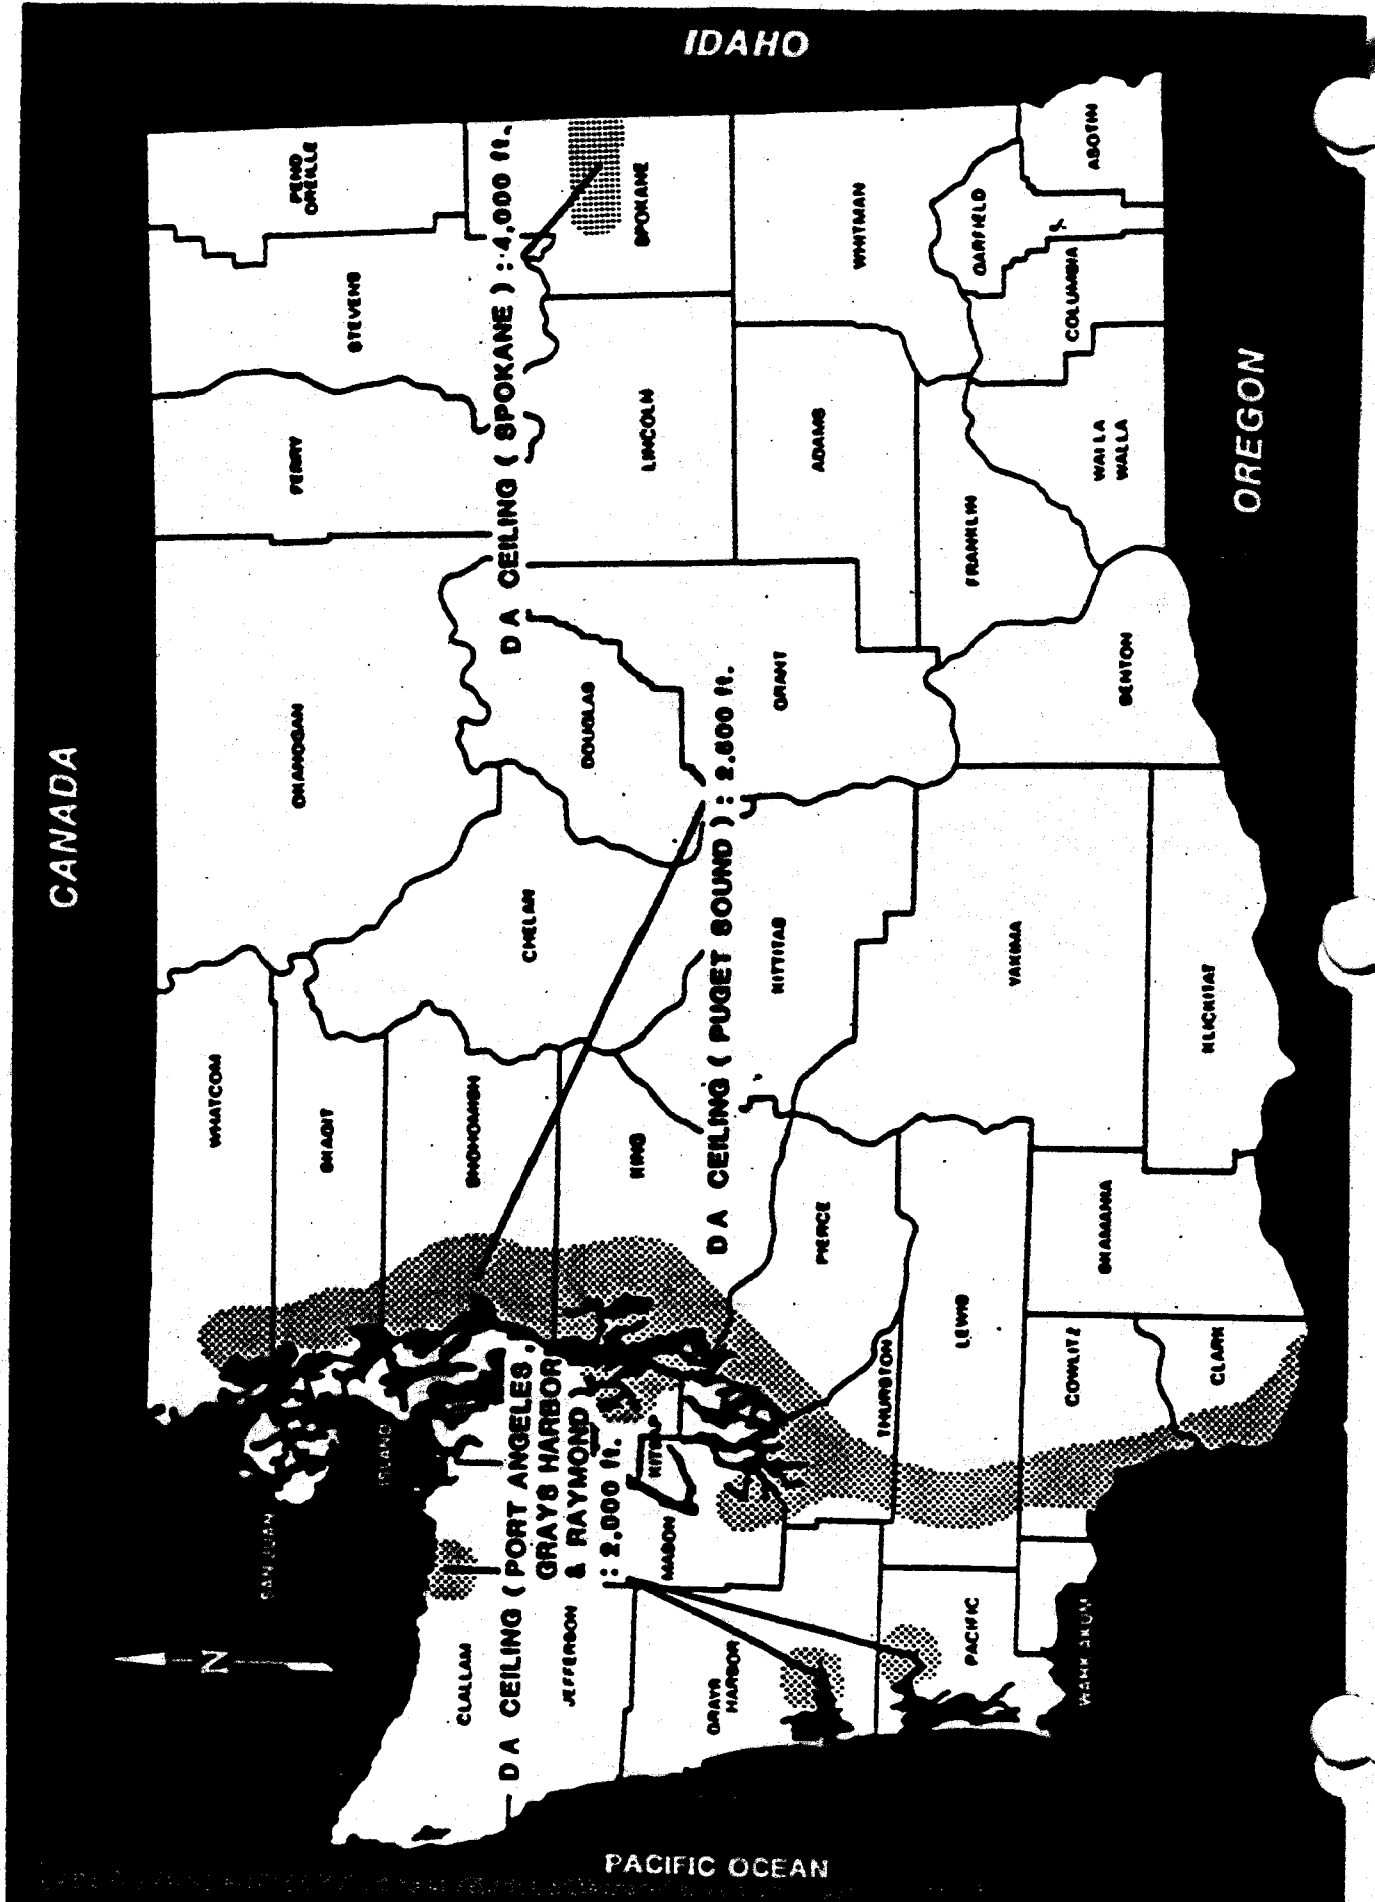 IDAHO
CANADA
OREGON
PACIFIC OCEAN
N
PEND
OREILLE
STEVENS
FERRY
OKANOGAN
WHATCOM
SKAGIT
SNOHOMISH
CHELAN
DOUGLAS
SPOKANE
LINCOLN
GRANT
ADAMS
WHITMAN
ASOTIN
GARFIELD
COLUMBIA
WALLA
WALLA
FRANKLIN
BENTON
KITTITAS
YAKIMA
KLICKITAT
KING
PIERCE
SKAMANIA
LEWIS
COWLITZ
CLARK
THURSTON
KITSAP
MASON
ISLAND
SAN JUAN
CLALLAM
JEFFERSON
GRAYS
HARBOR
PACIFIC
WAHKIAKUM
DA CEILING ( SPOKANE ) : 4,000 ft.
DA CEILING ( PUGET SOUND ) : 2,600 ft.
DA CEILING ( PORT ANGELES,
GRAYS HARBOR
& RAYMOND )
: 2,000 ft.